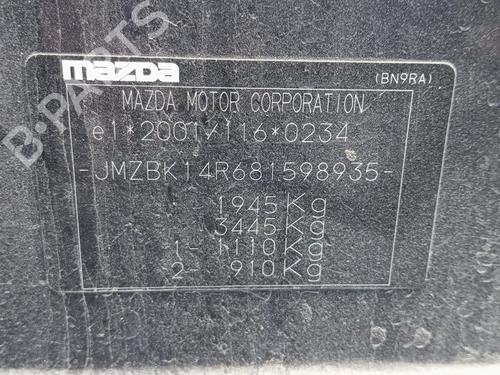 mazda (BN9RA)
MAZDA MOTOR CORPORATION
e1*2001/116*0234
-JMZBK14R681598935-
1945Kg
3445Kg
1- 1110Kg
2- 910Kg
B-PARTS